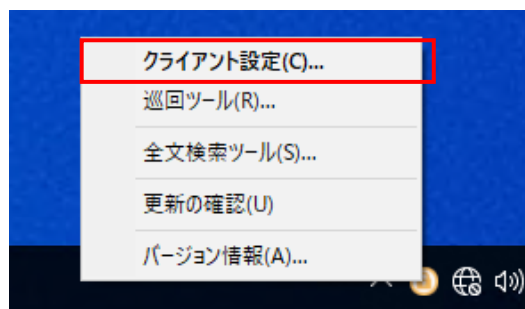 クライアント設定(C)...
巡回ツール(R)...
全文検索ツール(S)...
更新の確認(U)
バージョン情報(A)...